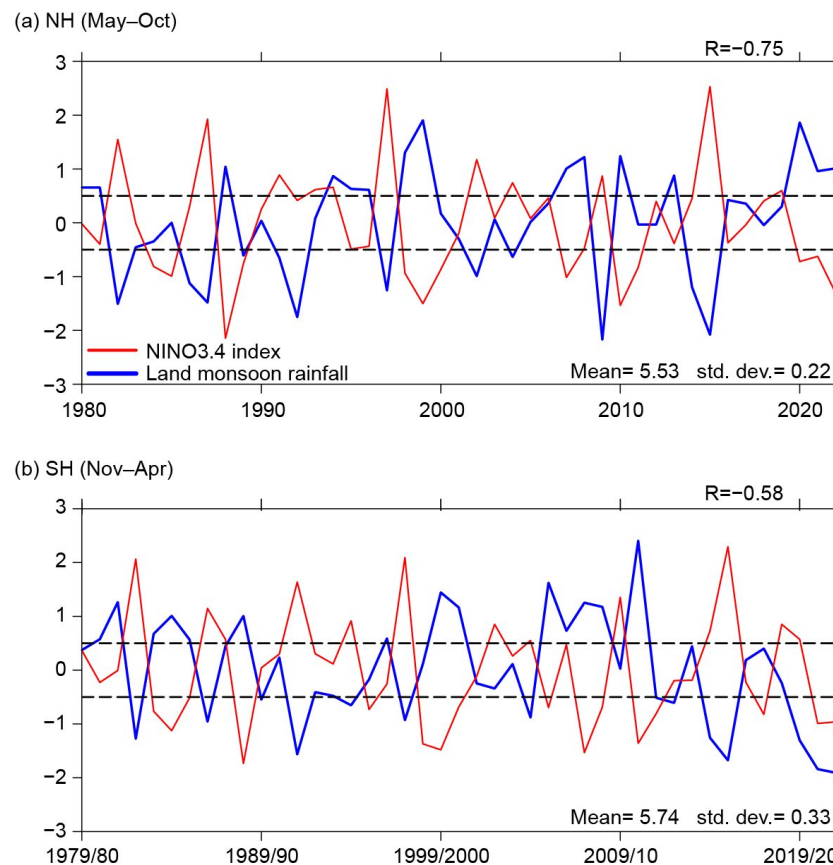 (a) NH (May–Oct)
R=−0.75
3
2
1
0
−1
−2
−3
NINO3.4 index
Land monsoon rainfall
Mean= 5.53 std. dev.= 0.22
1980 1990 2000 2010 2020
(b) SH (Nov–Apr)
R=−0.58
3
2
1
0
−1
−2
−3
Mean= 5.74 std. dev.= 0.33
1979/80 1989/90 1999/2000 2009/10 2019/20